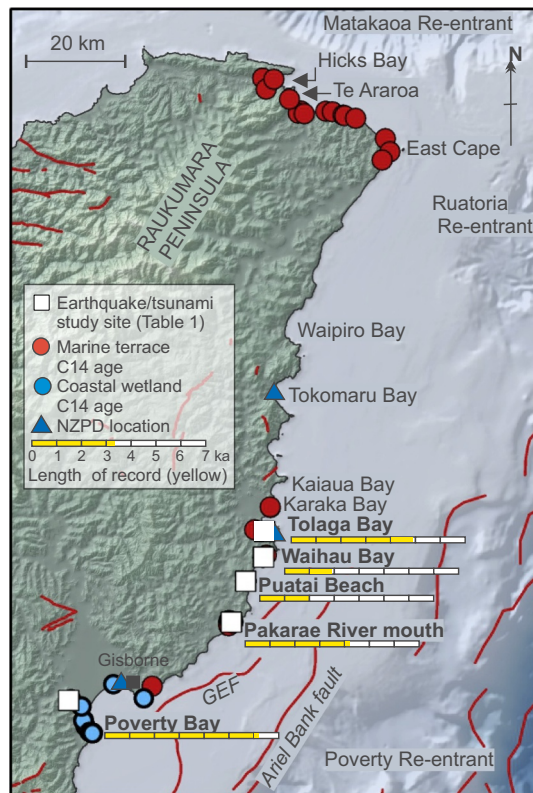 Matakaoa Re-entrant
20 km
N
Hicks Bay
Te Araroa
East Cape
RAUKUMARA
PENINSULA
Ruatoria
Re-entrant
Earthquake/tsunami
study site (Table 1)
Marine terrace
C14 age
Coastal wetland
C14 age
NZPD location
0 1 2 3 4 5 6 7 ka
Length of record (yellow)
Waipiro Bay
Tokomaru Bay
Kaiaua Bay
Karaka Bay
Tolaga Bay
Waihau Bay
Puatai Beach
Pakarae River mouth
Gisborne
GEF
Ariel Bank fault
Poverty Bay
Poverty Re-entrant